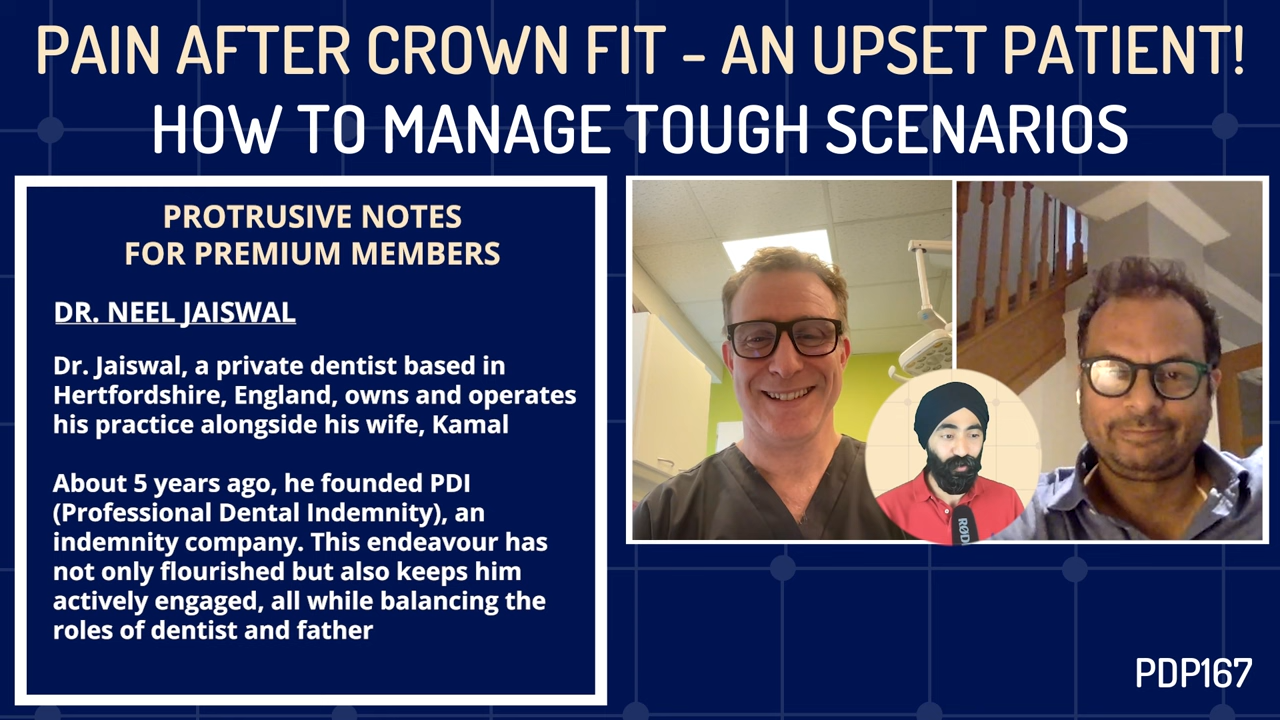 PAIN AFTER CROWN FIT - AN UPSET PATIENT!
HOW TO MANAGE TOUGH SCENARIOS
PROTRUSIVE NOTES
FOR PREMIUM MEMBERS
DR. NEEL JAISWAL
Dr. Jaiswal, a private dentist based in
Hertfordshire, England, owns and operates
his practice alongside his wife, Kamal
About 5 years ago, he founded PDI
(Professional Dental Indemnity), an
indemnity company. This endeavour has
not only flourished but also keeps him
actively engaged, all while balancing the
roles of dentist and father
RØD
PDP167